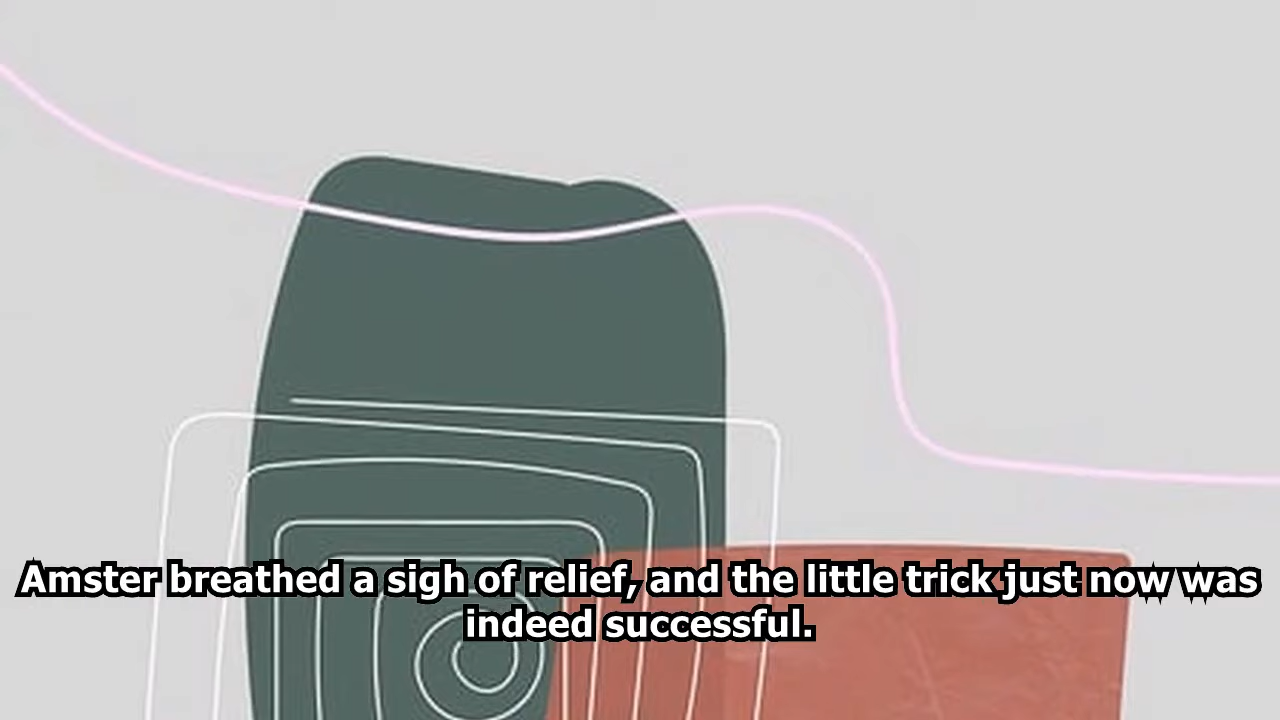 Amster breathed a sigh of relief, and the little trick just now was
indeed successful.